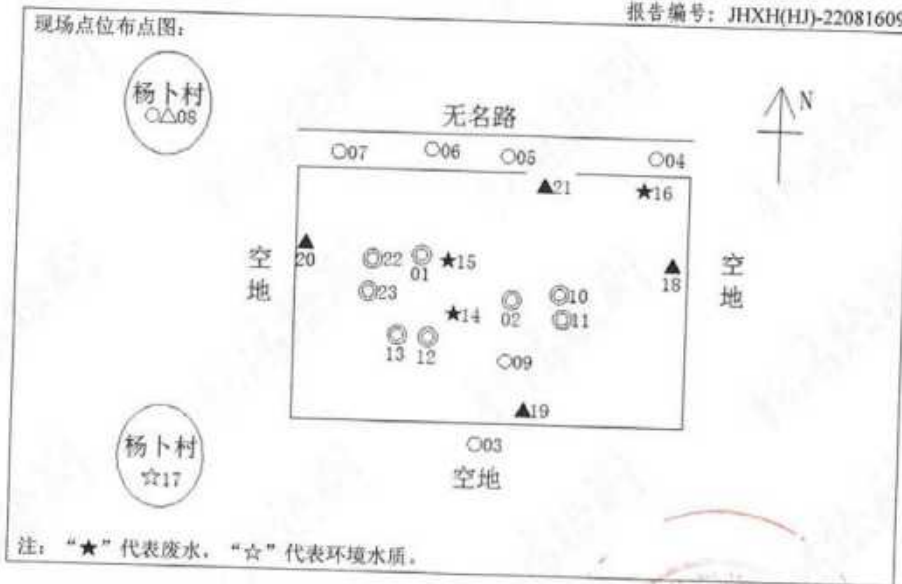 报告编号：JHXH(HJ)-22081609
现场点位布点图：
杨卜村
○△08
无名路
N
○07 ○06 ○05 ○04
▲21 ★16
▲
20
◎22 ◎
01 ★15
▲
18
空地
空地
◎23
★14
◎
02
◎10
◎11
◎
13
◎
12
○09
▲19
○03
空地
杨卜村
☆17
注：“★”代表废水，“☆”代表环境水质。